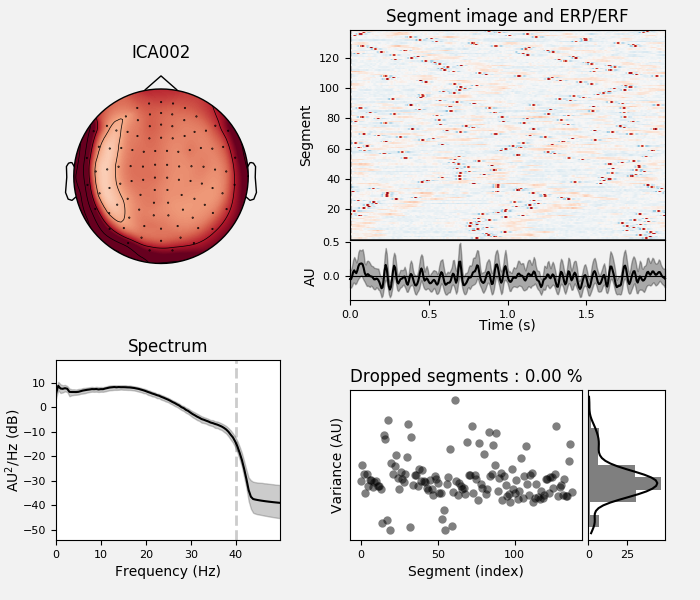 Segment image and ERP/ERF
ICA002
Segment
120
100
80
60
40
20
AU
0.5
0.0
0.0 0.5 1.0 1.5
Time (s)
Spectrum
AU²/Hz (dB)
10
0
−10
−20
−30
−40
−50
0 10 20 30 40
Frequency (Hz)
Dropped segments : 0.00 %
Variance (AU)
0 50 100
Segment (index)
0 25